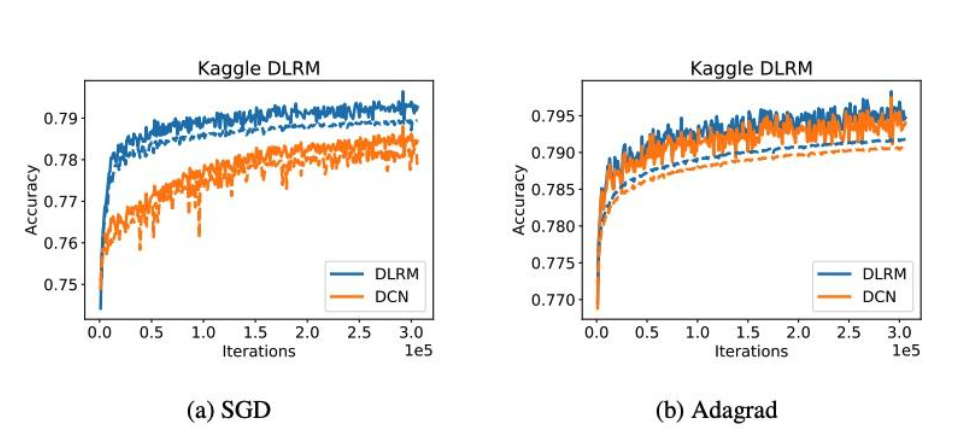 Kaggle DLRM
Accuracy
0.79
0.78
0.77
0.76
0.75
DLRM
DCN
0.0 0.5 1.0 1.5 2.0 2.5 3.0
Iterations
1e5
(a) SGD
Kaggle DLRM
Accuracy
0.795
0.790
0.785
0.780
0.775
0.770
DLRM
DCN
0.0 0.5 1.0 1.5 2.0 2.5 3.0
Iterations
1e5
(b) Adagrad